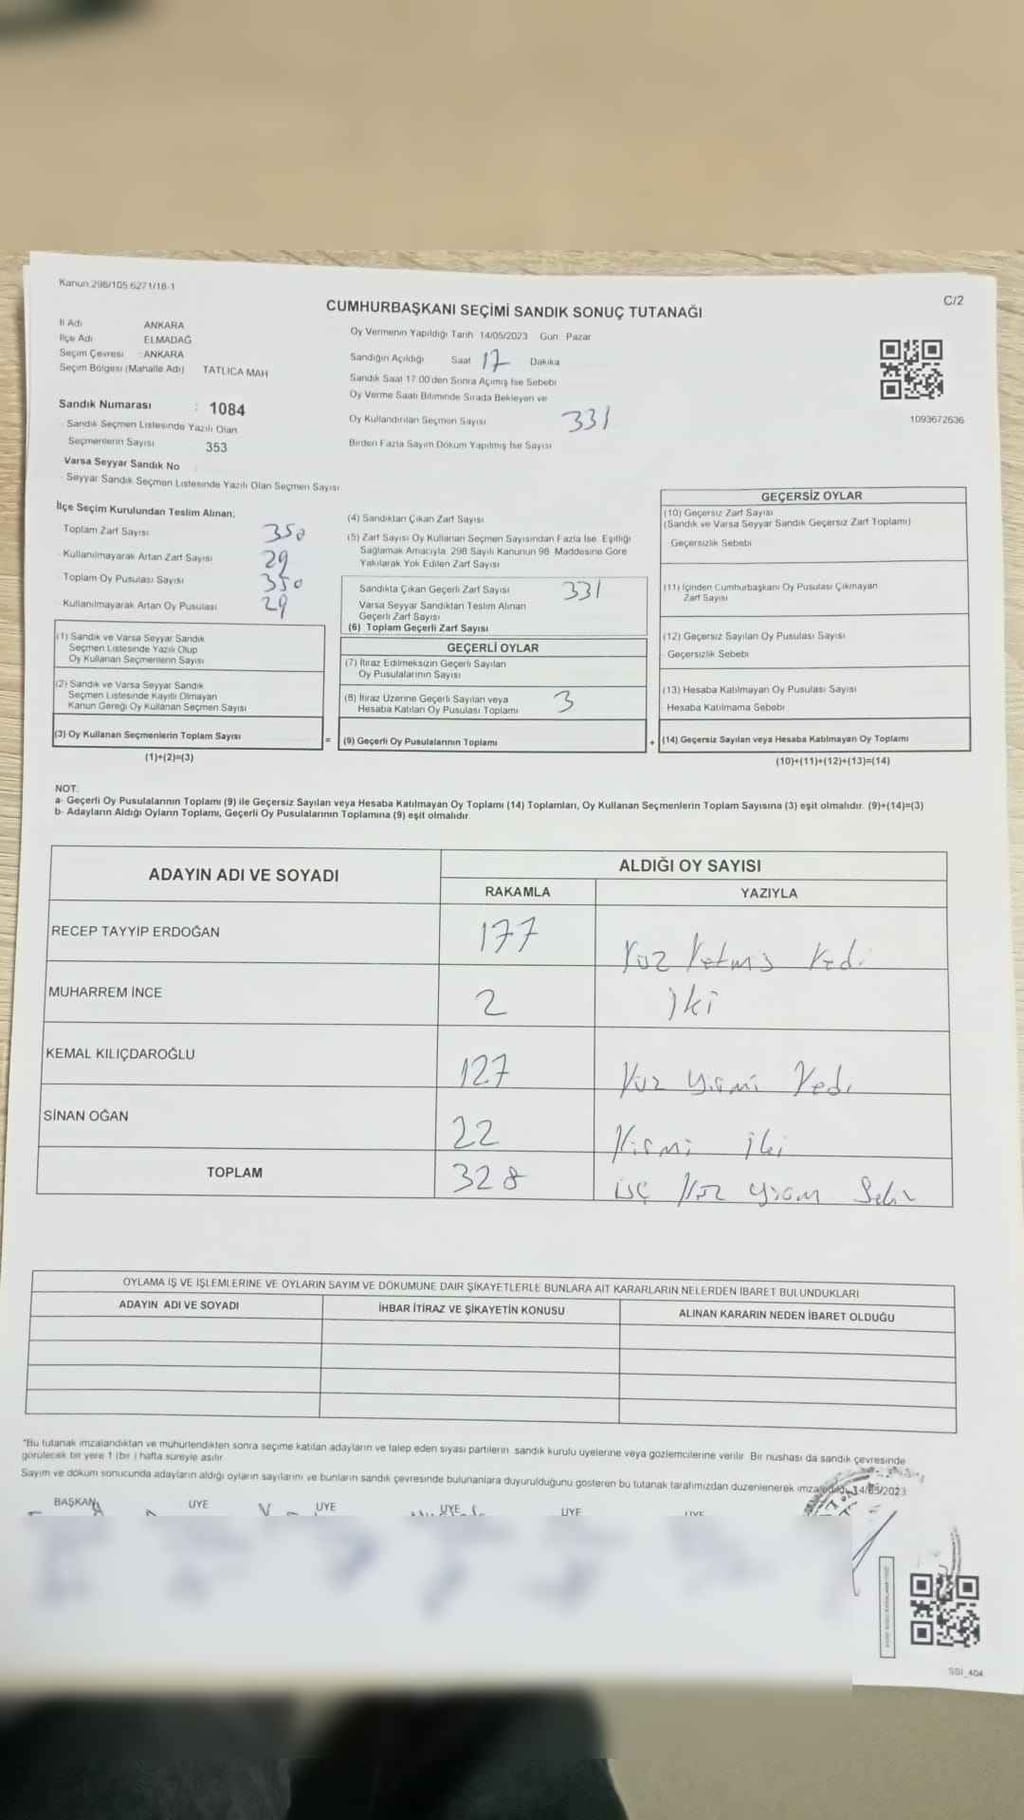 Kanun 298/105 6271/18-1
C/2
CUMHURBAŞKANI SEÇİMİ SANDIK SONUÇ TUTANAĞI
İl Adı ANKARA
İlçe Adı ELMADAĞ
Seçim Çevresi : ANKARA
Seçim Bölgesi (Mahalle Adı) TATLICA MAH
Sandık Numarası : 1084
Sandık Seçmen Listesinde Yazılı Olan
Seçmenlerin Sayısı 353
Varsa Seyyar Sandık No
Seyyar Sandık Seçmen Listesinde Yazılı Olan Seçmen Sayısı
Oy Vermenin Yapıldığı Tarih 14/05/2023 Gün Pazar
Sandığın Açıldığı Saat 17 Dakika
Sandık Saat 17:00'den Sonra Açımış İse Sebebi
Oy Verme Saati Bitiminde Sırada Bekleyen ve
Oy Kullandırılan Seçmen Sayısı 331
Birden Fazla Sayım Döküm Yapılmış İse Sayısı
1093672636
İlçe Seçim Kurulundan Teslim Alınan;
Toplam Zarf Sayısı 350
Kullanılmayarak Artan Zarf Sayısı 29
Toplam Oy Pusulası Sayısı 350
Kullanılmayarak Artan Oy Pusulası 29
(1) Sandık ve Varsa Seyyar Sandık
Seçmen Listesinde Yazılı Olup
Oy Kullanan Seçmenlerin Sayısı
(2) Sandık ve Varsa Seyyar Sandık
Seçmen Listesinde Kayıtlı Olmayan
Kanun Gereği Oy Kullanan Seçmen Sayısı
(3) Oy Kullanan Seçmenlerin Toplam Sayısı
(1)+(2)=(3)
(4) Sandıktan Çıkan Zarf Sayısı
(5) Zarf Sayısı Oy Kullanan Seçmen Sayısından Fazla İse Eşitliği
Sağlamak Amacıyla 298 Sayılı Kanunun 98. Maddesine Göre
Yakılarak Yok Edilen Zarf Sayısı
Sandıkta Çıkan Geçerli Zarf Sayısı 331
Varsa Seyyar Sandıktan Teslim Alınan
Geçerli Zarf Sayısı
(6) Toplam Geçerli Zarf Sayısı
GEÇERLİ OYLAR
(7) İtiraz Edilmeksizin Geçerli Sayılan
Oy Pusulalarının Sayısı
(8) İtiraz Üzerine Geçerli Sayılan veya
Hesaba Katılan Oy Pusulası Toplamı 3
= (9) Geçerli Oy Pusulalarının Toplamı
GEÇERSİZ OYLAR
(10) Geçersiz Zarf Sayısı
(Sandık ve Varsa Seyyar Sandık Geçersiz Zarf Toplamı)
Geçersizlik Sebebi
(11) İçinden Cumhurbaşkanı Oy Pusulası Çıkmayan
Zarf Sayısı
(12) Geçersiz Sayılan Oy Pusulası Sayısı
Geçersizlik Sebebi
(13) Hesaba Katılmayan Oy Pusulası Sayısı
Hesaba Katılmama Sebebi
+ (14) Geçersiz Sayılan veya Hesaba Katılmayan Oy Toplamı
(10)+(11)+(12)+(13)=(14)
NOT:
a- Geçerli Oy Pusulalarının Toplamı (9) ile Geçersiz Sayılan veya Hesaba Katılmayan Oy Toplamı (14) Toplamları, Oy Kullanan Seçmenlerin Toplam Sayısına (3) eşit olmalıdır. (9)+(14)=(3)
b- Adayların Aldığı Oyların Toplamı, Geçerli Oy Pusulalarının Toplamına (9) eşit olmalıdır.
ADAYIN ADI VE SOYADI
ALDIĞI OY SAYISI
RAKAMLA YAZIYLA
RECEP TAYYİP ERDOĞAN 177 Yüz Yetmiş Yedi
MUHARREM İNCE 2 İki
KEMAL KILIÇDAROĞLU 127 Yüz yirmi Yedi
SİNAN OĞAN 22 Yirmi iki
TOPLAM 328 üç Yüz yirmi Sekiz
OYLAMA İŞ VE İŞLEMLERİNE VE OYLARIN SAYIM VE DÖKÜMÜNE DAİR ŞİKAYETLERLE BUNLARA AİT KARARLARIN NELERDEN İBARET BULUNDUKLARI
ADAYIN ADI VE SOYADI İHBAR İTİRAZ VE ŞİKAYETİN KONUSU ALINAN KARARIN NEDEN İBARET OLDUĞU
*Bu tutanak imzalandıktan ve mühürlendikten sonra seçime katılan adayların ve talep eden siyasi partilerin sandık kurulu üyelerine veya gözlemcilerine verilir. Bir nüshası da sandık çevresinde
görülecek bir yere 1 (bir) hafta süreyle asılır.
Sayım ve döküm sonucunda adayların aldığı oyların sayılarını ve bunların sandık çevresinde bulunanlara duyurulduğunu gösteren bu tutanak tarafımızdan düzenlenerek imzalandı. 14/05/2023
BAŞKAN ÜYE ÜYE ÜYE ÜYE ÜYE
SSI_404